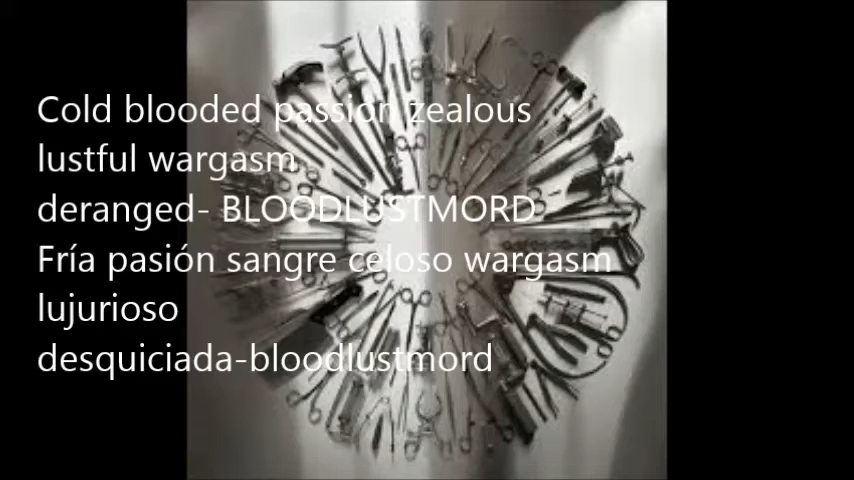 Cold blooded passion zealous
lustful wargasm
deranged- BLOODLUSTMORD
Fría pasión sangre celoso wargasm
lujurioso
desquiciada-bloodlustmord